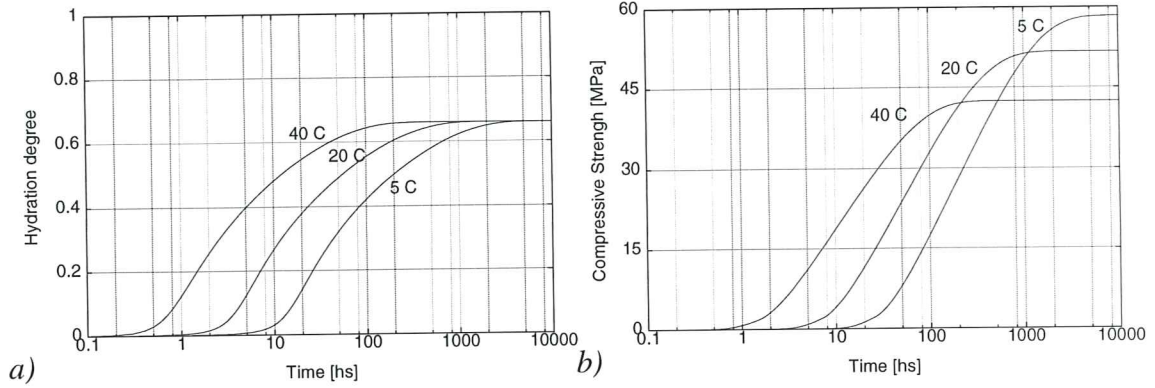 1
0.8
0.6
0.4
0.2
0
Hydration degree
40 C
20 C
5 C
0.1 1 10 100 1000 10000
Time [hs]
a)
60
45
30
15
0
Compressive Strengh [MPa]
5 C
20 C
40 C
0.1 1 10 100 1000 10000
Time [hs]
b)